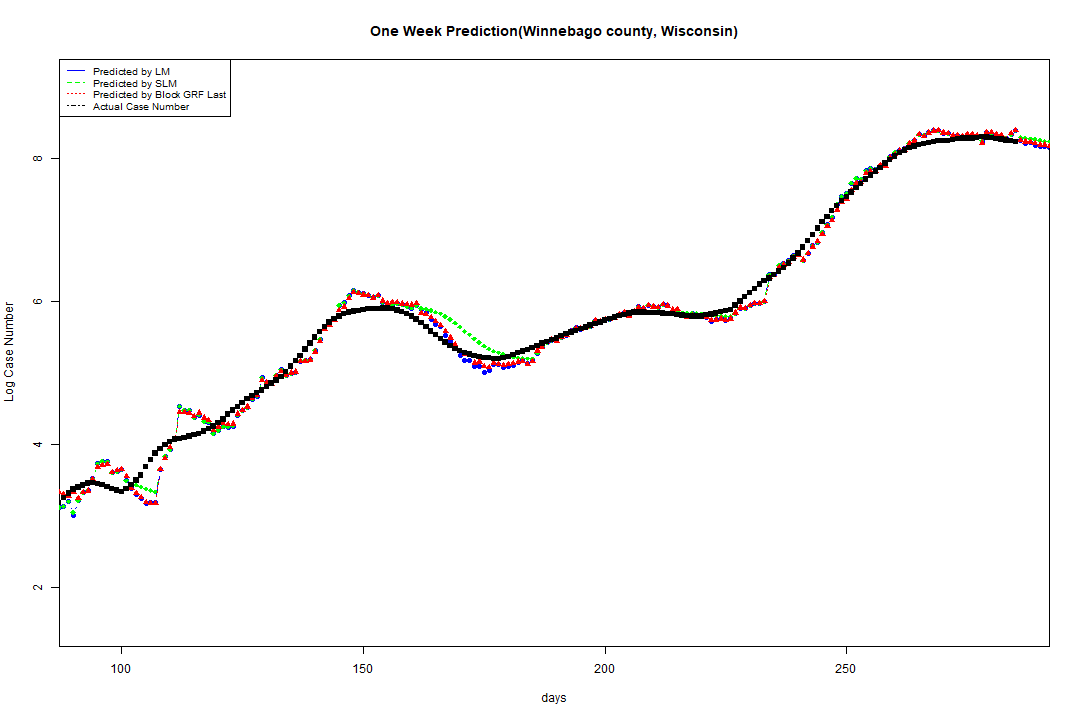 One Week Prediction(Winnebago county, Wisconsin)
Predicted by LM
Predicted by SLM
Predicted by Block GRF Last
Actual Case Number
Log Case Number
8
6
4
2
100 150 200 250
days